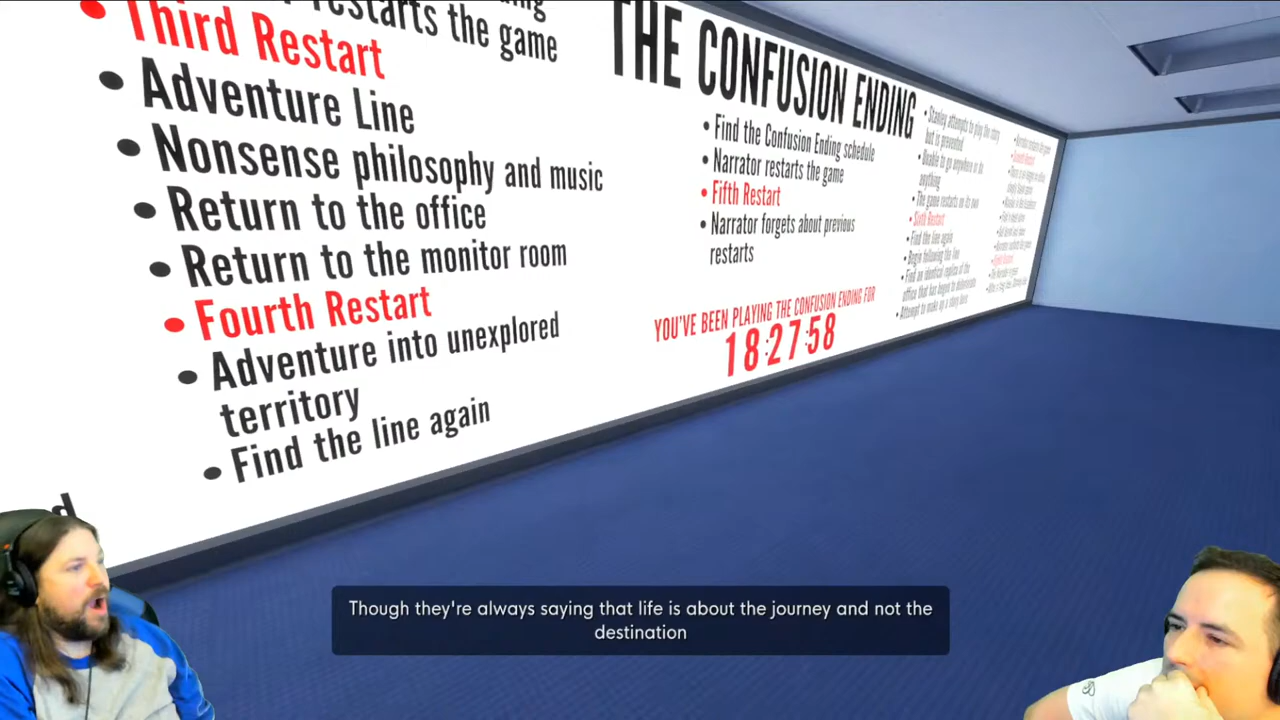 restarts the game
Third Restart
Adventure Line
Nonsense philosophy and music
Return to the office
Return to the monitor room
Fourth Restart
Adventure into unexplored
territory
Find the line again
THE CONFUSION ENDING
Find the Confusion Ending schedule
Narrator restarts the game
Fifth Restart
Narrator forgets about previous
restarts
YOU'VE BEEN PLAYING THE CONFUSION ENDING FOR
18:27:58
Stanley attempts to play the story
but is prevented
Unable to go anywhere or do
anything
The game restarts on its own
Sixth Restart
Find the line again
Begin following the line
Find an identical replica of the
office that has begun to deteriorate
Though they're always saying that life is about the journey and not the
destination